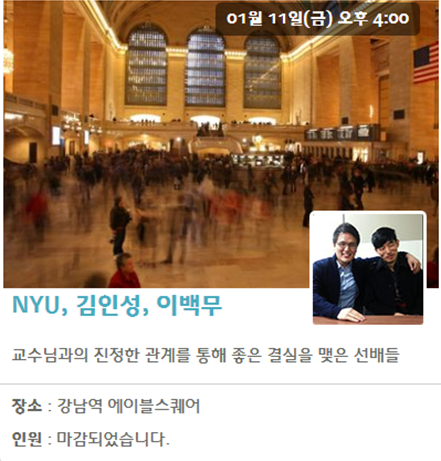 01월 11일(금) 오후 4:00
NYU, 김인성, 이백무
교수님과의 진정한 관계를 통해 좋은 결실을 맺은 선배들
장소 : 강남역 에이블스퀘어
인원 : 마감되었습니다.